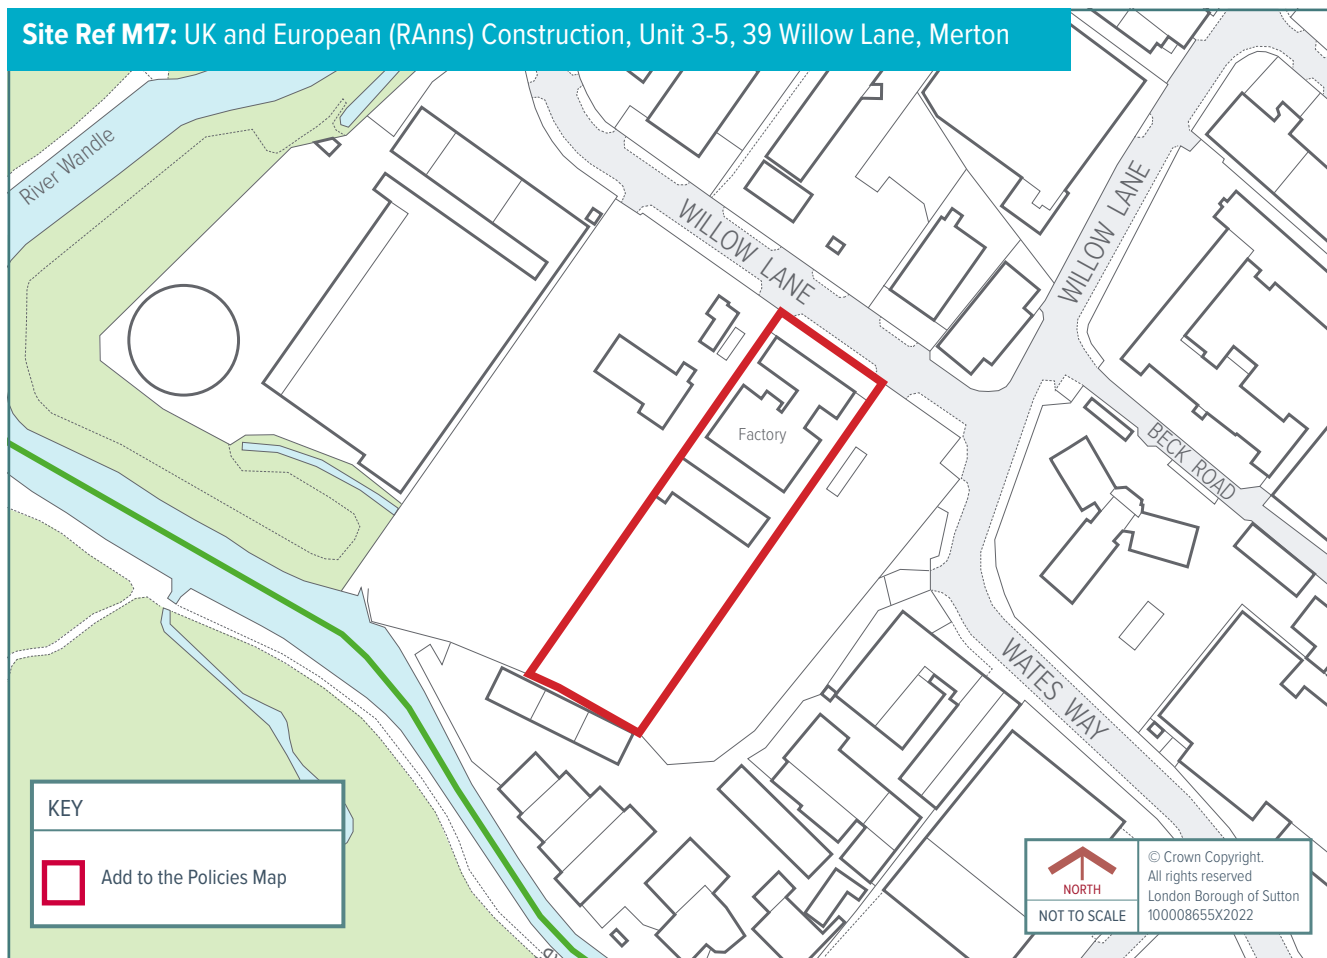 Site Ref M17: UK and European (RAnns) Construction, Unit 3-5, 39 Willow Lane, Merton
River Wandle
WILLOW LANE
WILLOW LANE
Factory
BECK ROAD
WATES WAY
KEY
Add to the Policies Map
NORTH
NOT TO SCALE
© Crown Copyright.
All rights reserved
London Borough of Sutton
100008655X2022